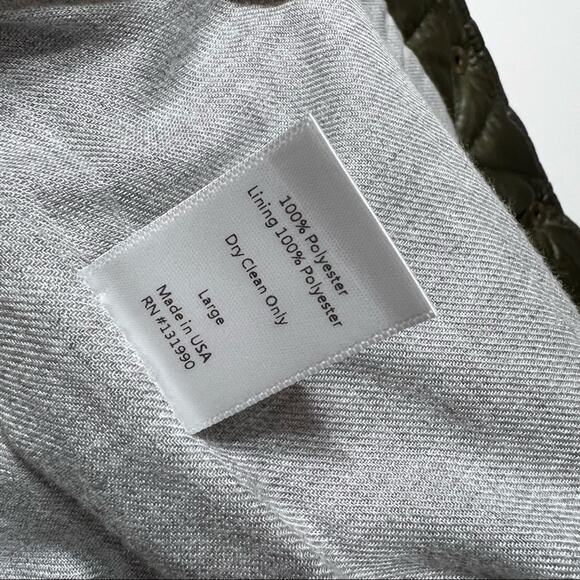 100% Polyester
Lining 100% Polyester
Dry Clean Only
Large
Made in USA
RN #131990